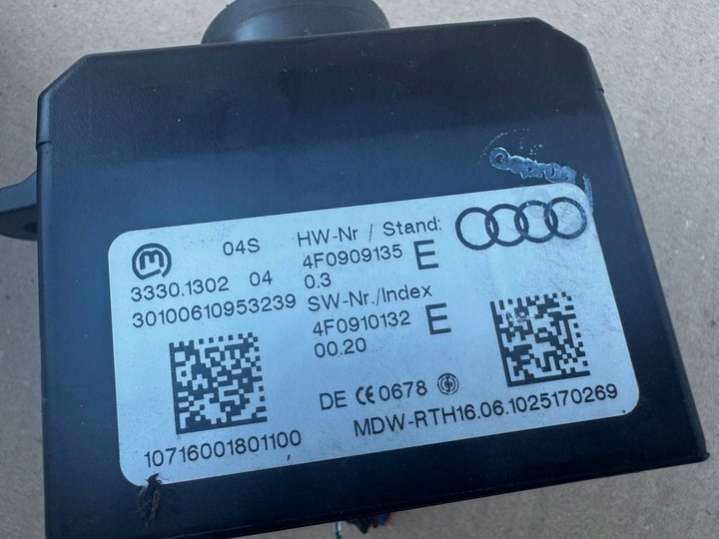 04S
3330.1302 04
30100610953239
HW-Nr / Stand:
4F0909135 E
0.3
SW-Nr./Index
4F0910132 E
00.20
DE CE 0678
10716001801100
MDW-RTH16.06.1025170269